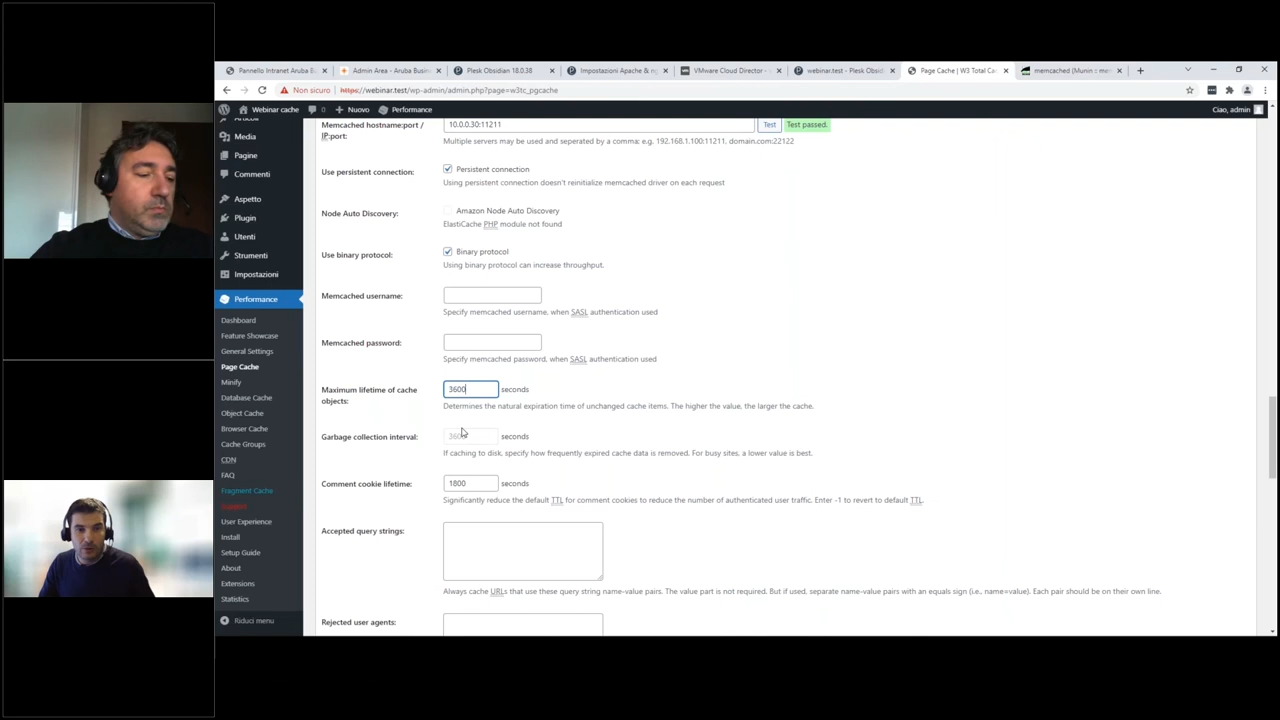 Pannello Intranet Aruba Bu
Admin Area - Aruba Busin
Plesk Obsidian 18.0.38
Impostazioni Apache & n
VMware Cloud Director -
webinar.test - Plesk Obsid
Page Cache | W3 Total Ca
memcached (Munin :: me
Non sicuro
https://webinar.test/wp-admin/admin.php?page=w3tc_pgcache
Webinar cache
0
Nuovo
Performance
Ciao, admin
Articoli
Media
Pagine
Commenti
Aspetto
Plugin
Utenti
Strumenti
Impostazioni
Performance
Dashboard
Feature Showcase
General Settings
Page Cache
Minify
Database Cache
Object Cache
Browser Cache
Cache Groups
CDN
FAQ
Fragment Cache
User Experience
Install
Setup Guide
About
Extensions
Statistics
Riduci menu
Memcached hostname:port /
IP:port:
10.0.0.30:11211
Test
Test passed.
Multiple servers may be used and seperated by a comma: e.g. 192.168.1.100:11211, domain.com:22122
Use persistent connection:
Persistent connection
Using persistent connection doesn't reinitialize memcached driver on each request
Node Auto Discovery:
Amazon Node Auto Discovery
ElastiCache PHP module not found
Use binary protocol:
Binary protocol
Using binary protocol can increase throughput.
Memcached username:
Specify memcached username, when SASL authentication used
Memcached password:
Specify memcached password, when SASL authentication used
Maximum lifetime of cache
objects:
3600
seconds
Determines the natural expiration time of unchanged cache items. The higher the value, the larger the cache.
Garbage collection interval:
seconds
If caching to disk, specify how frequently expired cache data is removed. For busy sites, a lower value is best.
Comment cookie lifetime:
1800
seconds
Significantly reduce the default TTL for comment cookies to reduce the number of authenticated user traffic. Enter -1 to revert to default TTL.
Accepted query strings:
Always cache URLs that use these query string name-value pairs. The value part is not required. But if used, separate name-value pairs with an equals sign (i.e., name=value). Each pair should be on their own line.
Rejected user agents: